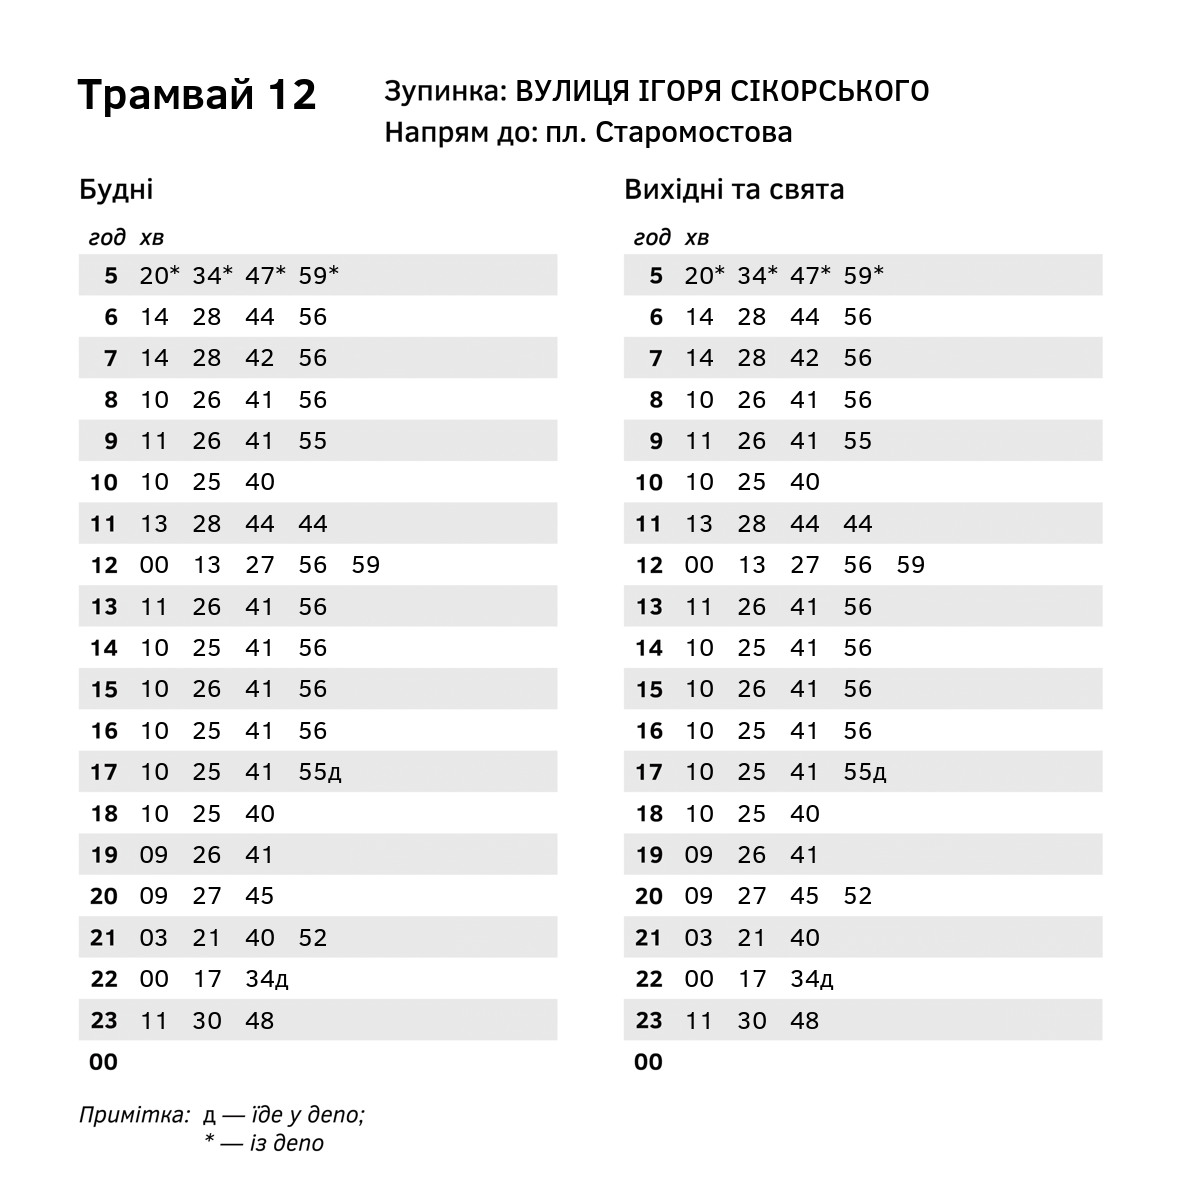 Трамвай 12
Зупинка: ВУЛИЦЯ ІГОРЯ СІКОРСЬКОГО
Напрям до: пл. Старомостова
Будні
год хв
5 20* 34* 47* 59*
6 14 28 44 56
7 14 28 42 56
8 10 26 41 56
9 11 26 41 55
10 10 25 40
11 13 28 44 44
12 00 13 27 56 59
13 11 26 41 56
14 10 25 41 56
15 10 26 41 56
16 10 25 41 56
17 10 25 41 55д
18 10 25 40
19 09 26 41
20 09 27 45
21 03 21 40 52
22 00 17 34д
23 11 30 48
00
Вихідні та свята
год хв
5 20* 34* 47* 59*
6 14 28 44 56
7 14 28 42 56
8 10 26 41 56
9 11 26 41 55
10 10 25 40
11 13 28 44 44
12 00 13 27 56 59
13 11 26 41 56
14 10 25 41 56
15 10 26 41 56
16 10 25 41 56
17 10 25 41 55д
18 10 25 40
19 09 26 41
20 09 27 45 52
21 03 21 40
22 00 17 34д
23 11 30 48
00
Примітка: д — їде у депо;
* — із депо